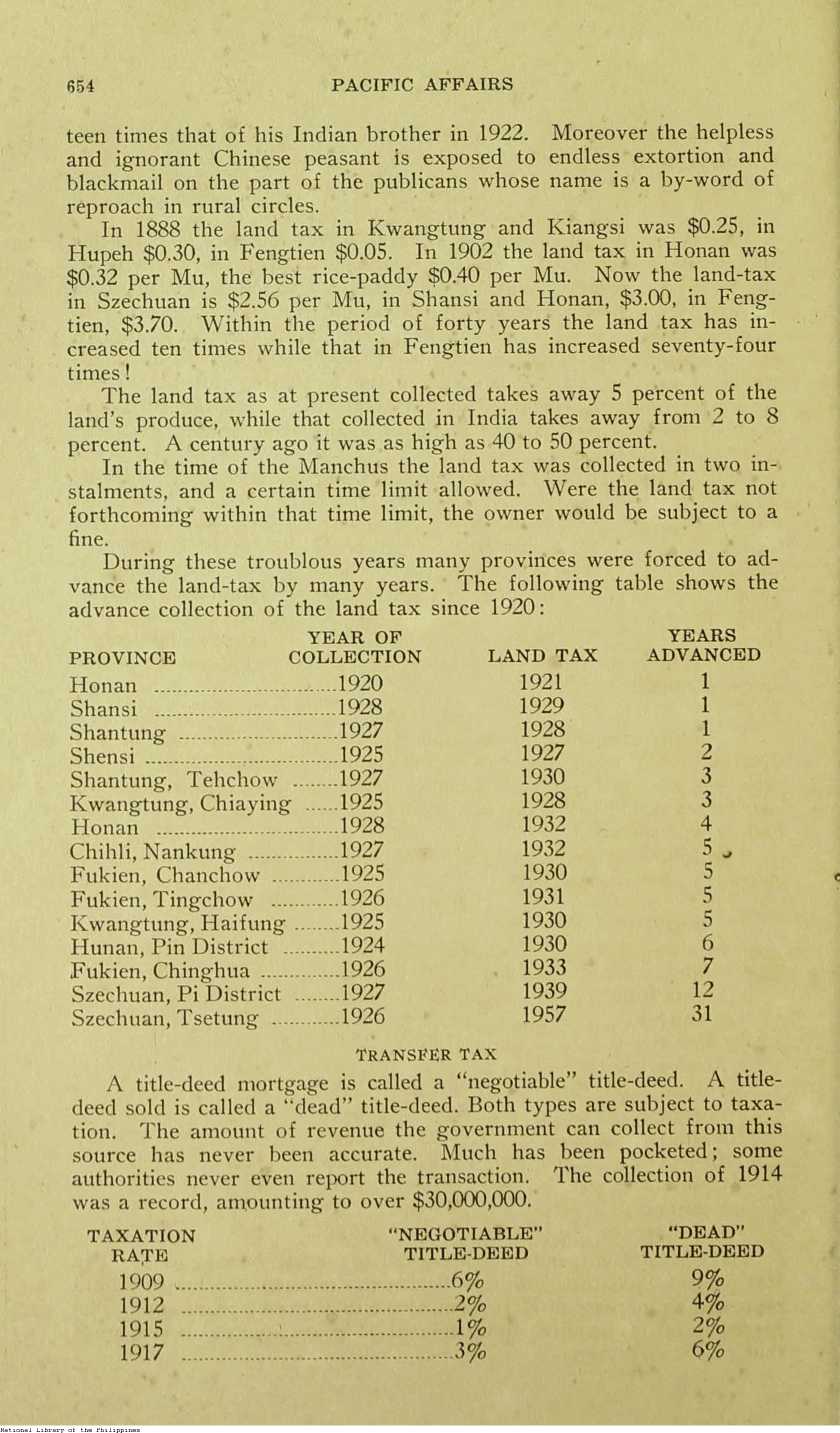 654 PACIFIC AFFAIRS
teen times that of his Indian brother in 1922. Moreover the helpless
and ignorant Chinese peasant is exposed to endless extortion and
blackmail on the part of the publicans whose name is a by-word of
reproach in rural circles.
In 1888 the land tax in Kwangtung and Kiangsi was $0.25, in
Hupeh $0.30, in Fengtien $0.05. In 1902 the land tax in Honan was
$0.32 per Mu, the best rice-paddy $0.40 per Mu. Now the land-tax
in Szechuan is $2.56 per Mu, in Shansi and Honan, $3.00, in Feng-
tien, $3.70. Within the period of forty years the land tax has in-
creased ten times while that in Fengtien has increased seventy-four
times!
The land tax as at present collected takes away 5 percent of the
land's produce, while that collected in India takes away from 2 to 8
percent. A century ago it was as high as 40 to 50 percent.
In the time of the Manchus the land tax was collected in two in-
stalments, and a certain time limit allowed. Were the land tax not
forthcoming within that time limit, the owner would be subject to a
fine.
During these troublous years many provinces were forced to ad-
vance the land-tax by many years. The following table shows the
advance collection of the land tax since 1920:
YEAR OF YEARS
PROVINCE COLLECTION LAND TAX ADVANCED
Honan ..............................1920 1921 1
Shansi ..............................1928 1929 1
Shantung ..........................1927 1928 1
Shensi ................................1925 1927 2
Shantung, Tehchow ........1927 1930 3
Kwangtung, Chiaying ......1925 1928 3
Honan ..............................1928 1932 4
Chihli, Nankung ...............1927 1932 5
Fukien, Chanchow ...........1925 1930 5
Fukien, Tingchow ...........1926 1931 5
Kwangtung, Haifung ........1925 1930 5
Hunan, Pin District ..........1924 1930 6
Fukien, Chinghua .............1926 1933 7
Szechuan, Pi District ........1927 1939 12
Szechuan, Tsetung ...........1926 1957 31
TRANSFER TAX
A title-deed mortgage is called a "negotiable" title-deed. A title-
deed sold is called a "dead" title-deed. Both types are subject to taxa-
tion. The amount of revenue the government can collect from this
source has never been accurate. Much has been pocketed; some
authorities never even report the transaction. The collection of 1914
was a record, amounting to over $30,000,000.
TAXATION "NEGOTIABLE" "DEAD"
RATE TITLE-DEED TITLE-DEED
1909 ..............................................6% 9%
1912 .............................................2% 4%
1915 .............................................1% 2%
1917 .............................................3% 6%
National Library of the Philippines